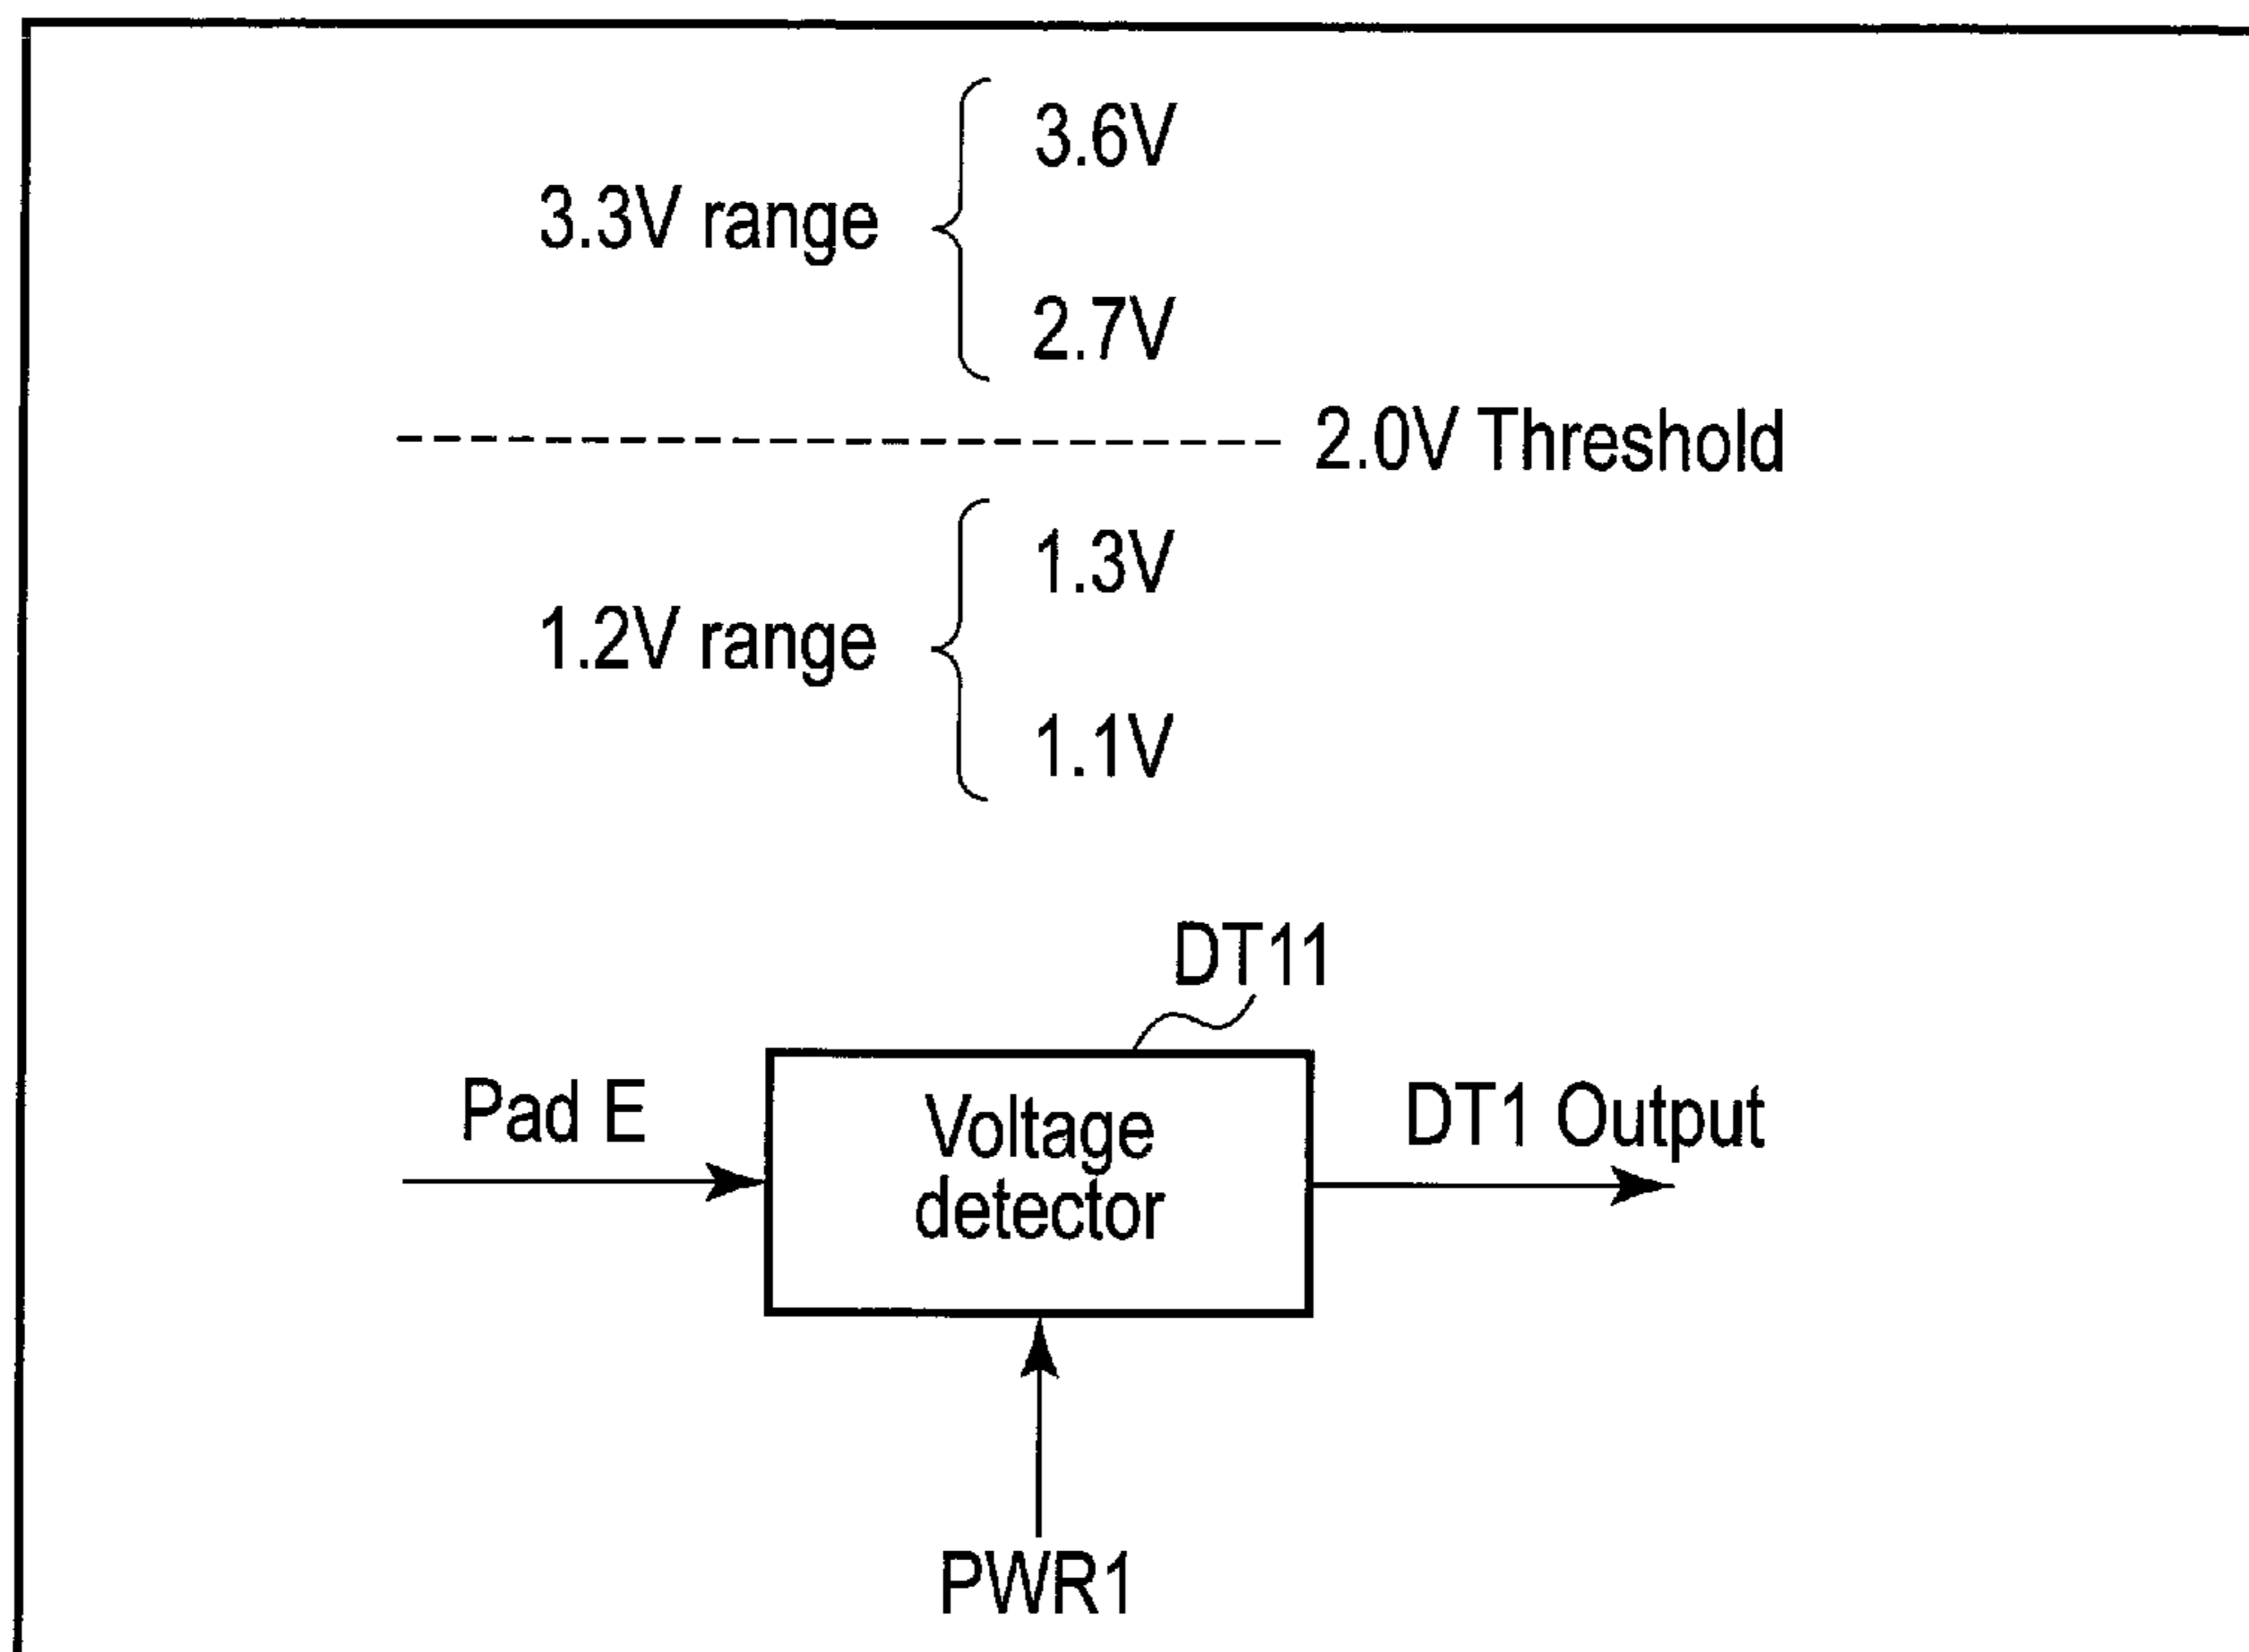 3.6V
3.3V range
2.7V
2.0V Threshold
1.3V
1.2V range
1.1V
DT11
Pad E
Voltage
detector
DT1 Output
PWR1